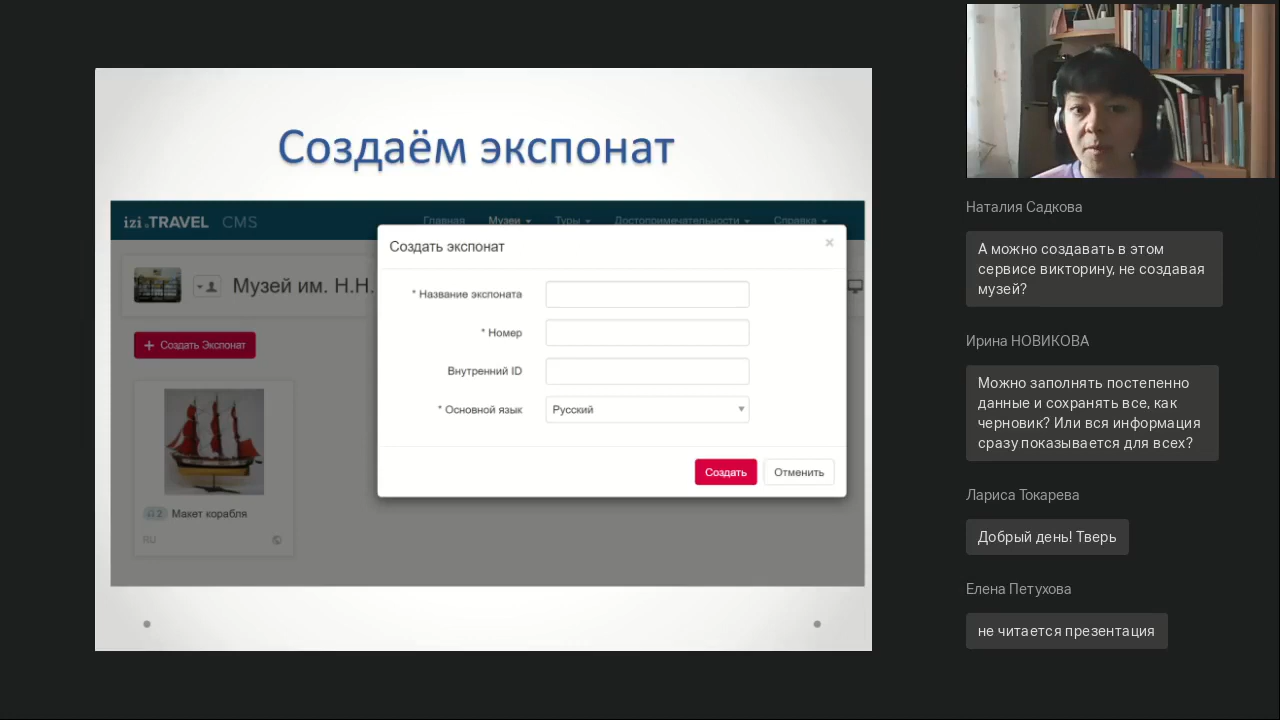 Создаём экспонат
izi.TRAVEL CMS
Главная Музеи Туры Достопримечательности Справка
Музей им. Н.Н.
Создать Экспонат
2 Макет корабля
RU
Создать экспонат ×
* Название экспоната
* Номер
Внутренний ID
* Основной язык Русский
Создать Отменить
Наталия Садкова
А можно создавать в этом
сервисе викторину, не создавая
музей?
Ирина НОВИКОВА
Можно заполнять постепенно
данные и сохранять все, как
черновик? Или вся информация
сразу показывается для всех?
Лариса Токарева
Добрый день! Тверь
Елена Петухова
не читается презентация